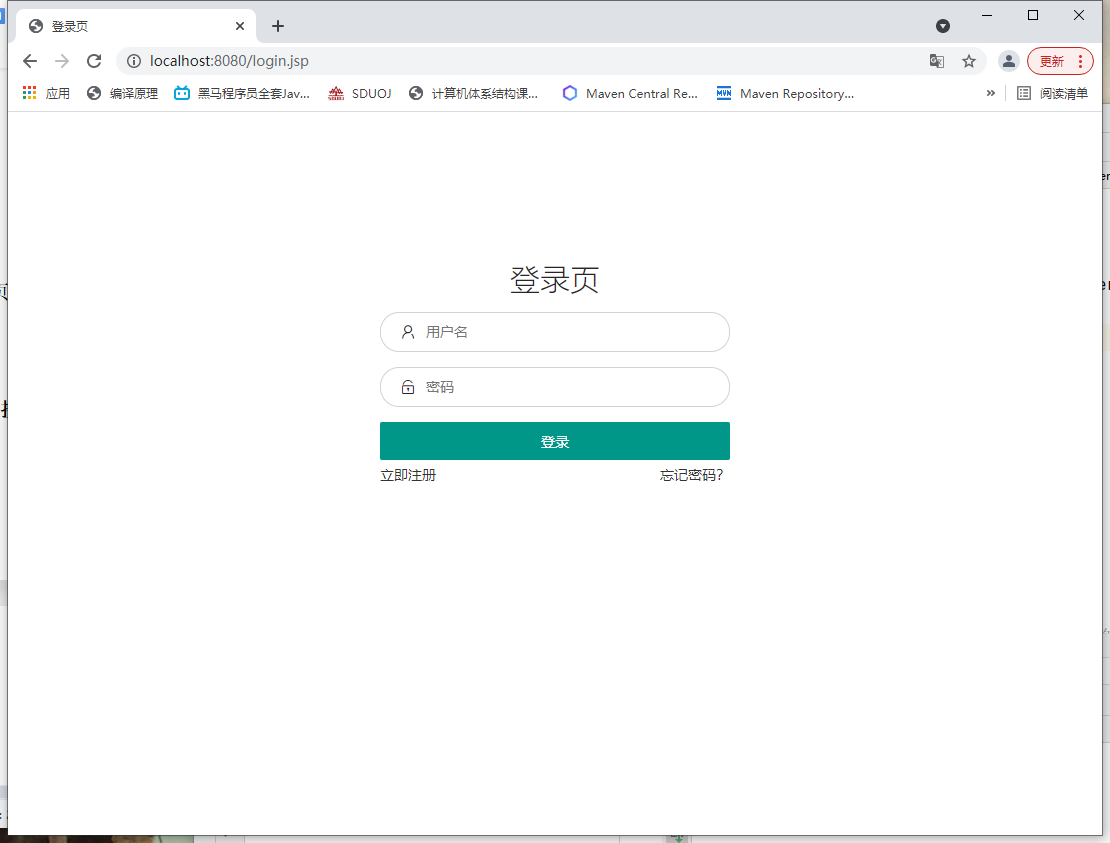 登录页
localhost:8080/login.jsp
更新
应用 编译原理 黑马程序员全套Jav... SDUOJ 计算机体系结构课... Maven Central Re... Maven Repository... » 阅读清单
登录页
用户名
密码
登录
立即注册 忘记密码?